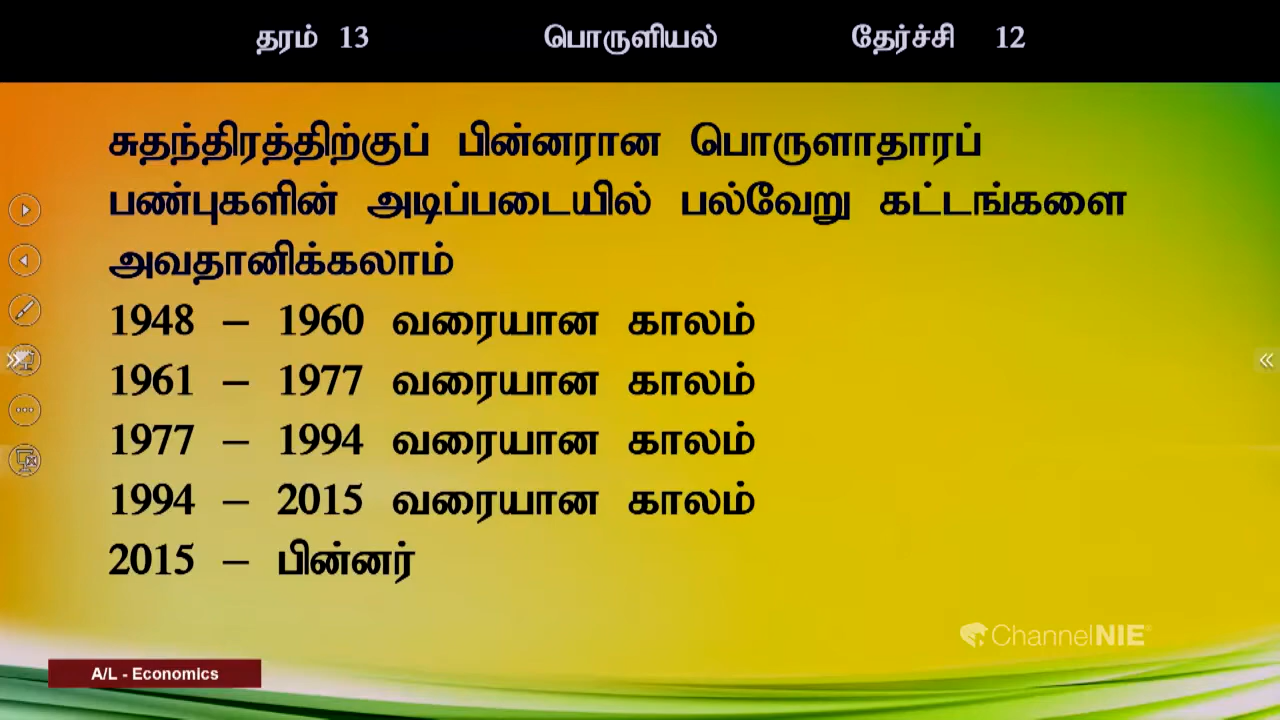 தரம் 13 பொருளியல் தேர்ச்சி 12
சுதந்திரத்திற்குப் பின்னரான பொருளாதாரப்
பண்புகளின் அடிப்படையில் பல்வேறு கட்டங்களை
அவதானிக்கலாம்
1948 – 1960 வரையான காலம்
1961 – 1977 வரையான காலம்
1977 – 1994 வரையான காலம்
1994 – 2015 வரையான காலம்
2015 – பின்னர்
ChannelNIE
A/L - Economics